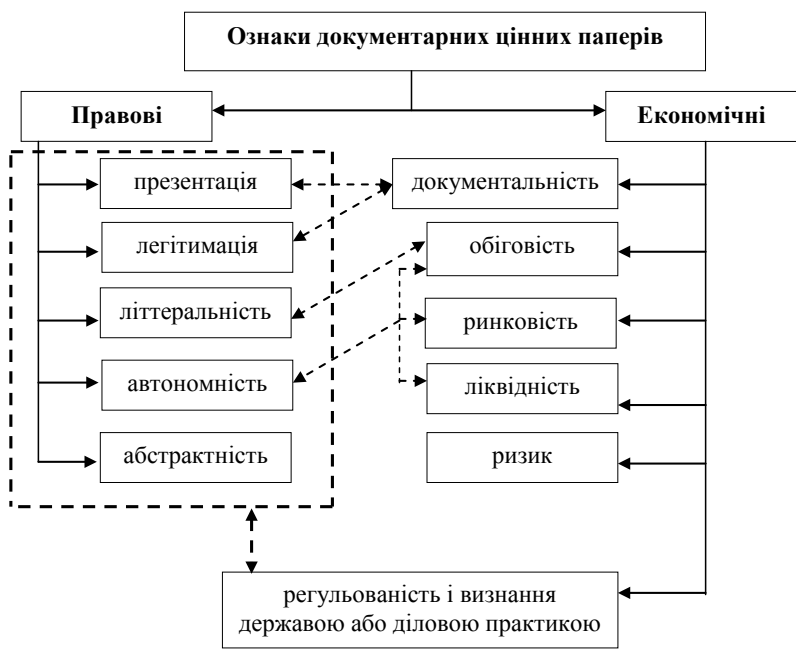 Ознаки документарних цінних паперів
Правові
Економічні
презентація
документальність
легітимація
обіговість
літтеральність
ринковість
автономність
ліквідність
абстрактність
ризик
регульованість і визнання
державою або діловою практикою